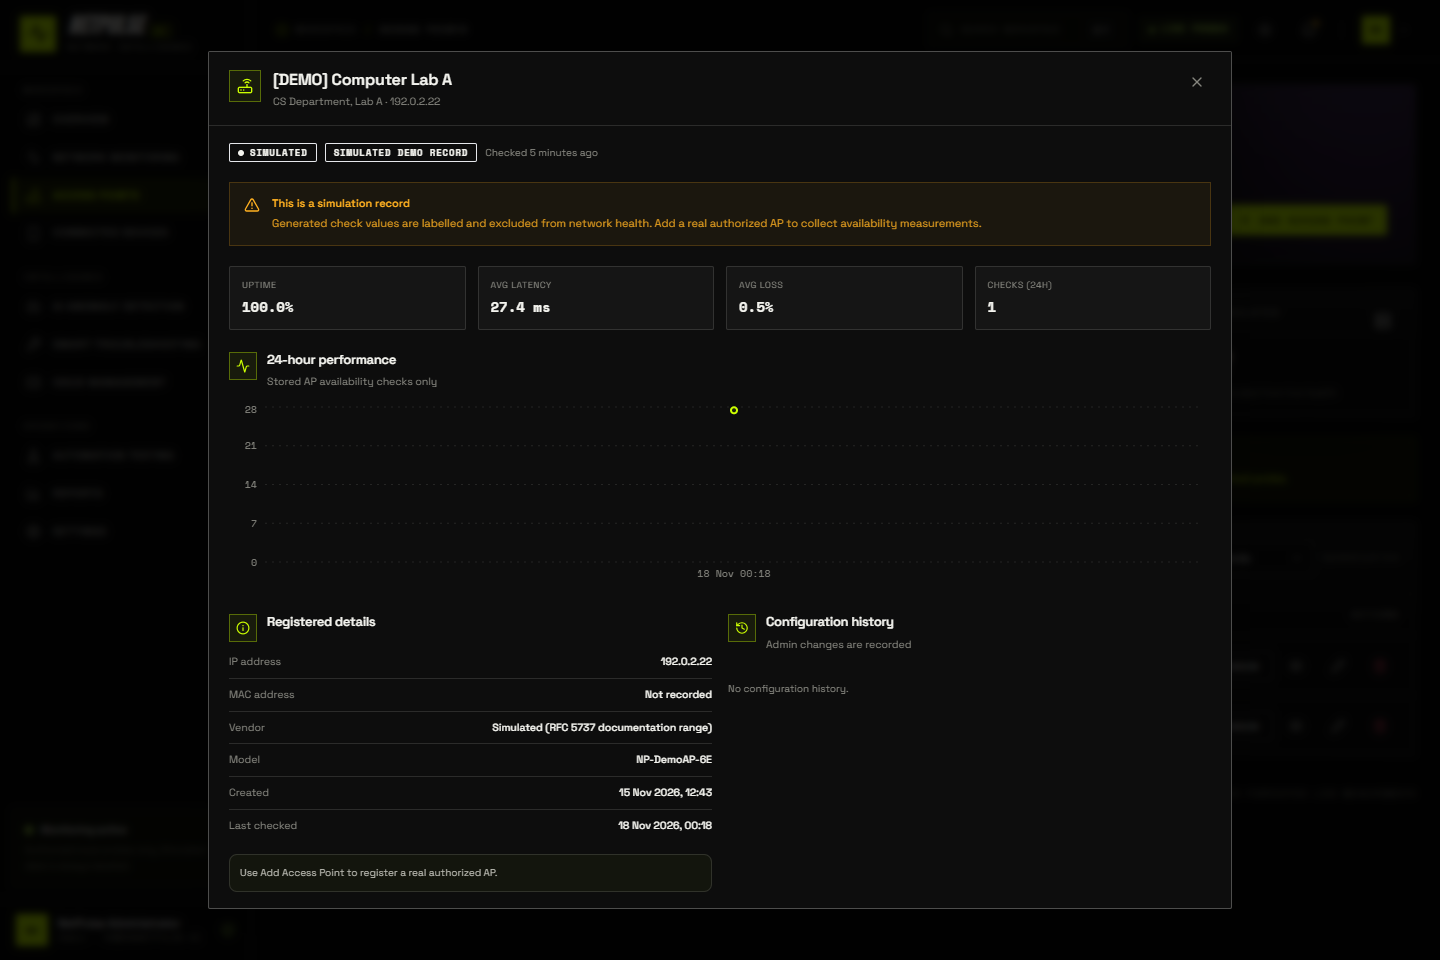 [DEMO] Computer Lab A
CS Department, Lab A · 192.0.2.22
SIMULATED
SIMULATED DEMO RECORD
Checked 5 minutes ago
This is a simulation record
Generated check values are labelled and excluded from network health. Add a real authorized AP to collect availability measurements.
UPTIME
100.0%
AVG LATENCY
27.4 ms
AVG LOSS
0.5%
CHECKS (24H)
1
24-hour performance
Stored AP availability checks only
28
21
14
7
0
18 Nov 00:18
Registered details
IP address 192.0.2.22
MAC address Not recorded
Vendor Simulated (RFC 5737 documentation range)
Model NP-DemoAP-6E
Created 15 Nov 2026, 12:43
Last checked 18 Nov 2026, 00:18
Use Add Access Point to register a real authorized AP.
Configuration history
Admin changes are recorded
No configuration history.